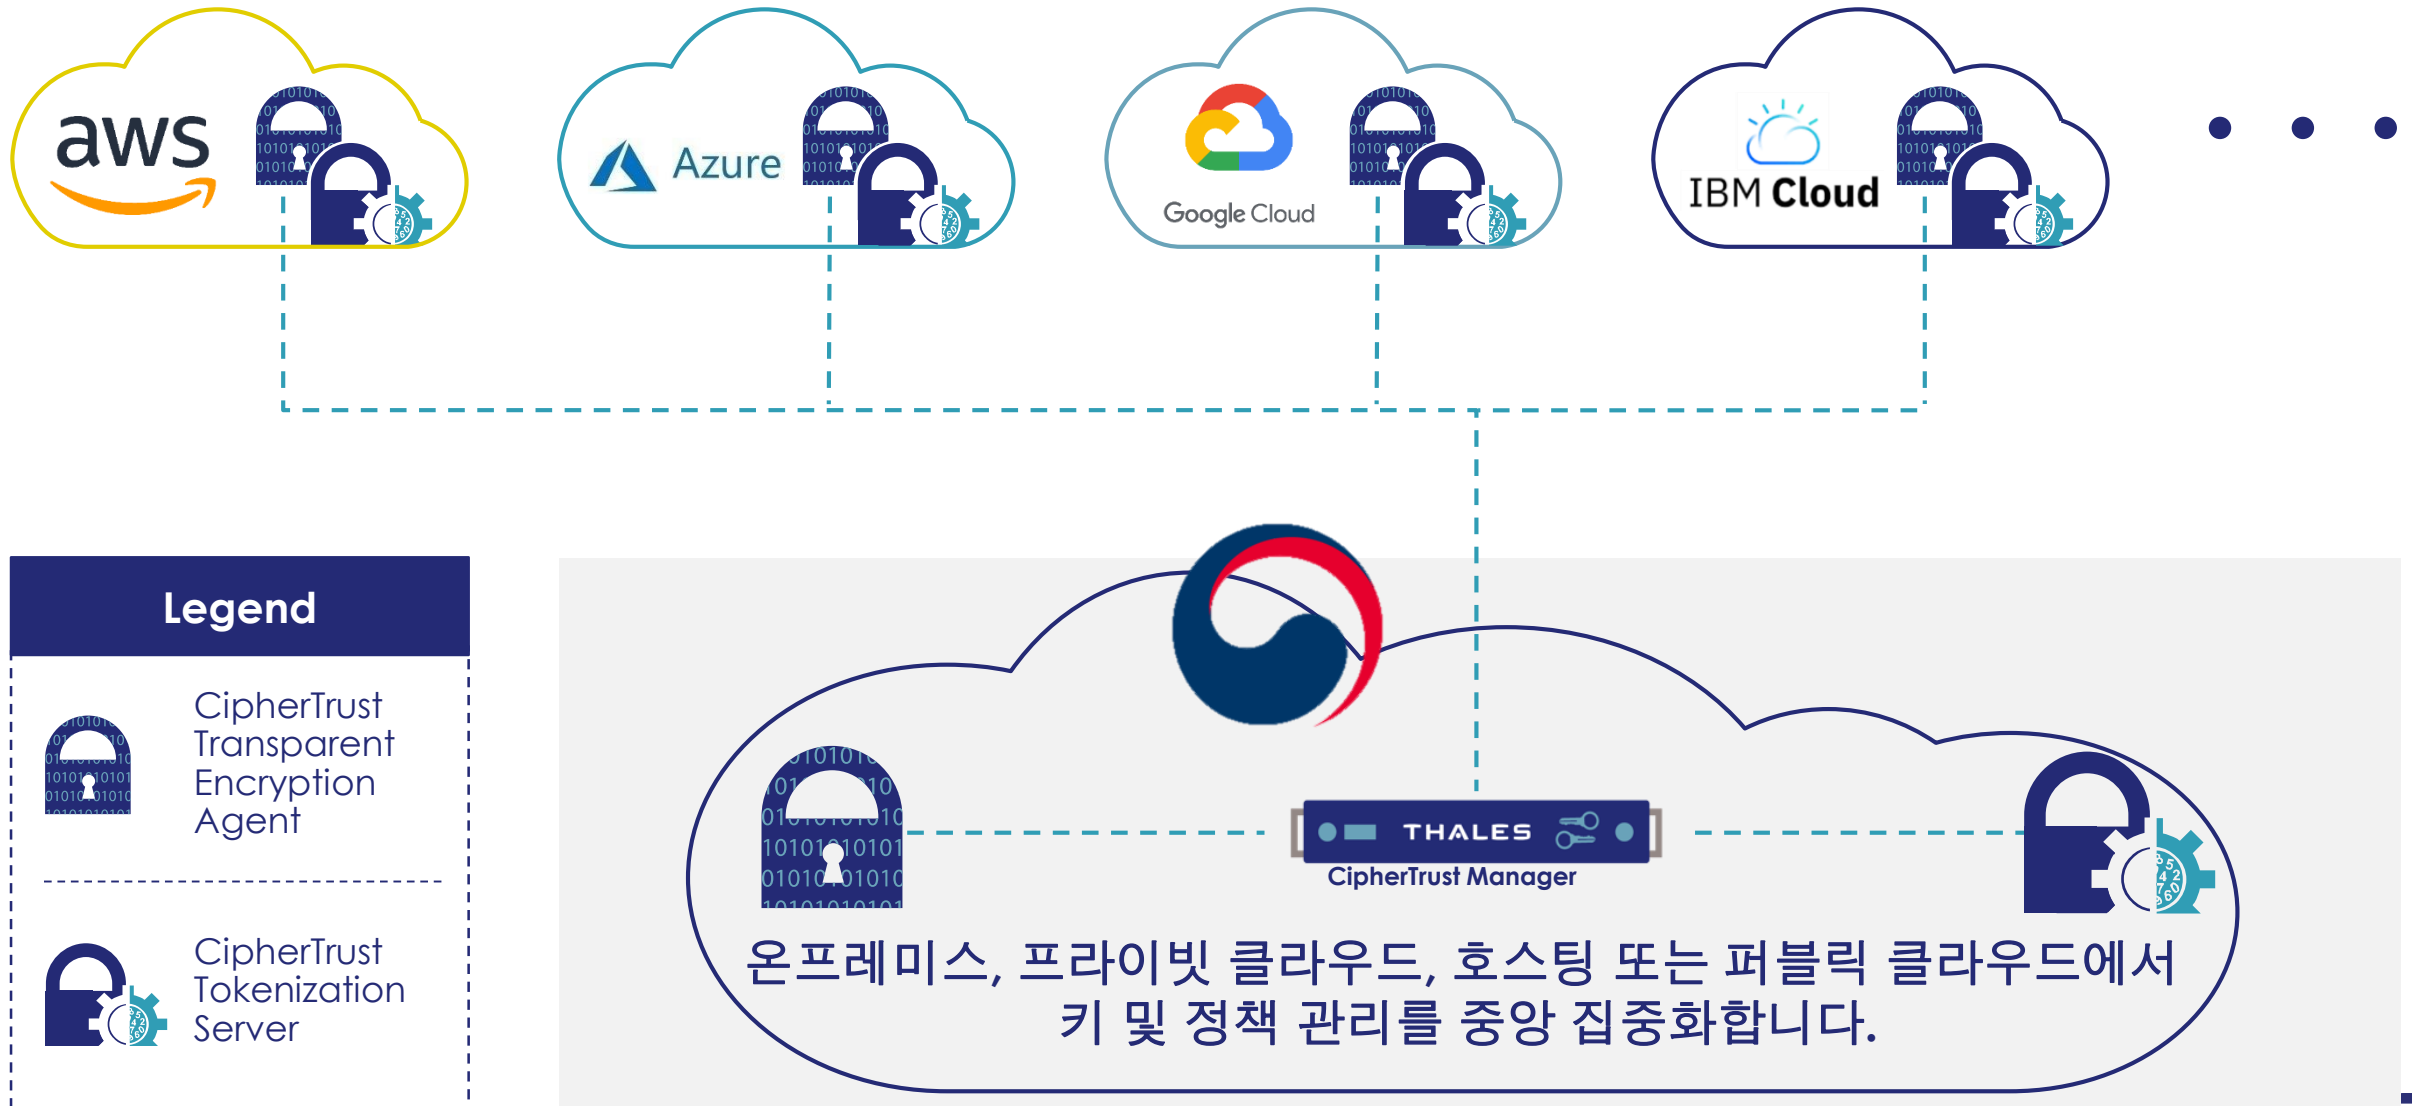 aws
Azure
Google Cloud
IBM Cloud
Legend
CipherTrust
Transparent
Encryption
Agent
CipherTrust
Tokenization
Server
THALES
CipherTrust Manager
온프레미스, 프라이빗 클라우드, 호스팅 또는 퍼블릭 클라우드에서
키 및 정책 관리를 중앙 집중화합니다.